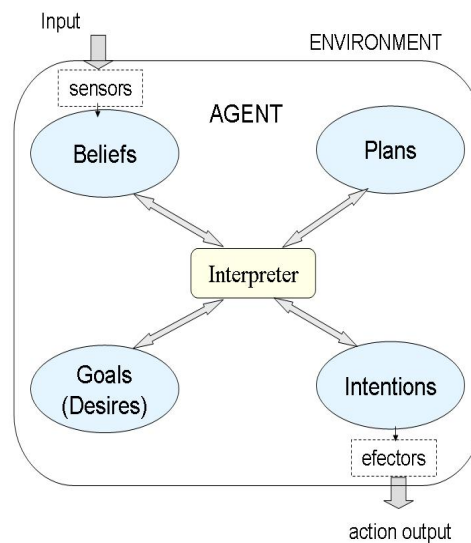 Input
ENVIRONMENT
sensors
AGENT
Beliefs
Plans
Interpreter
Goals
(Desires)
Intentions
efectors
action output